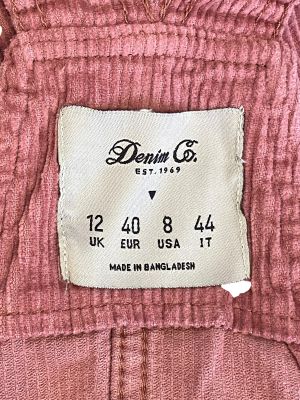 Denim Co.
EST. 1969
12 40 8 44
UK EUR USA IT
MADE IN BANGLADESH